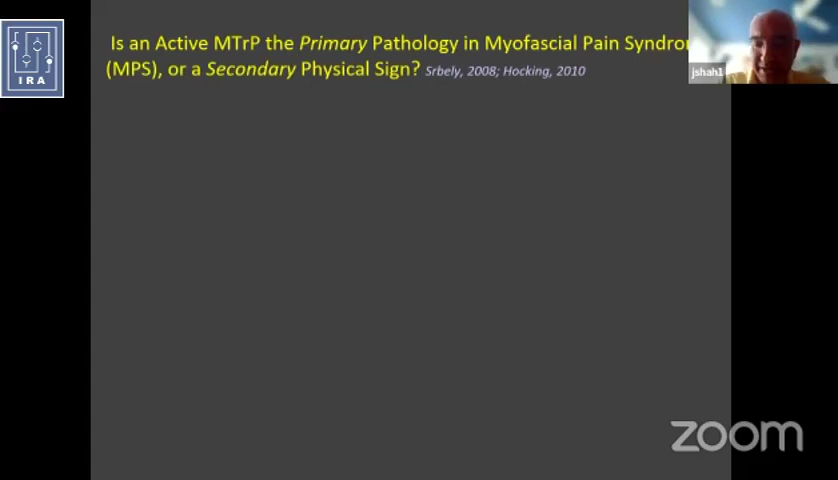 Is an Active MTrP the Primary Pathology in Myofascial Pain
(MPS), or a Secondary Physical Sign? Srbely, 2008; Hocking, 2010
jshah1
IRA
zoom